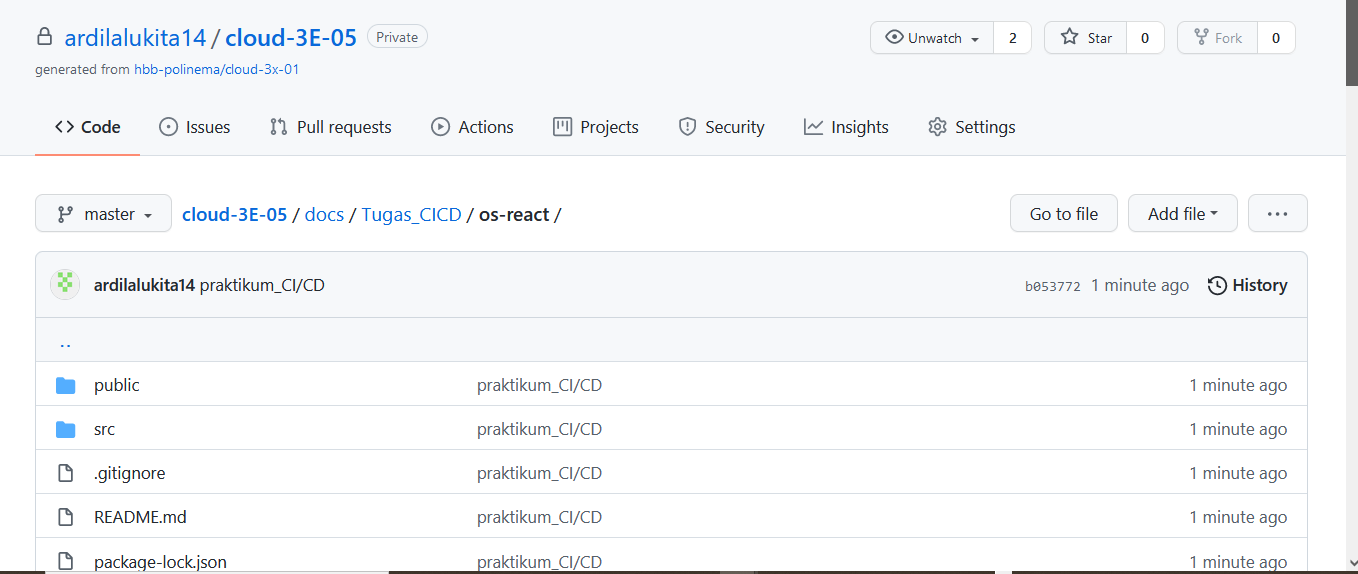 ardilalukita14 / cloud-3E-05 Private Unwatch 2 Star 0 Fork 0
generated from hbb-polinema/cloud-3x-01
Code Issues Pull requests Actions Projects Security Insights Settings
master cloud-3E-05 / docs / Tugas_CICD / os-react / Go to file Add file ...
ardilalukita14 praktikum_CI/CD b053772 1 minute ago History
..
public praktikum_CI/CD 1 minute ago
src praktikum_CI/CD 1 minute ago
.gitignore praktikum_CI/CD 1 minute ago
README.md praktikum_CI/CD 1 minute ago
package-lock.json praktikum_CI/CD 1 minute ago